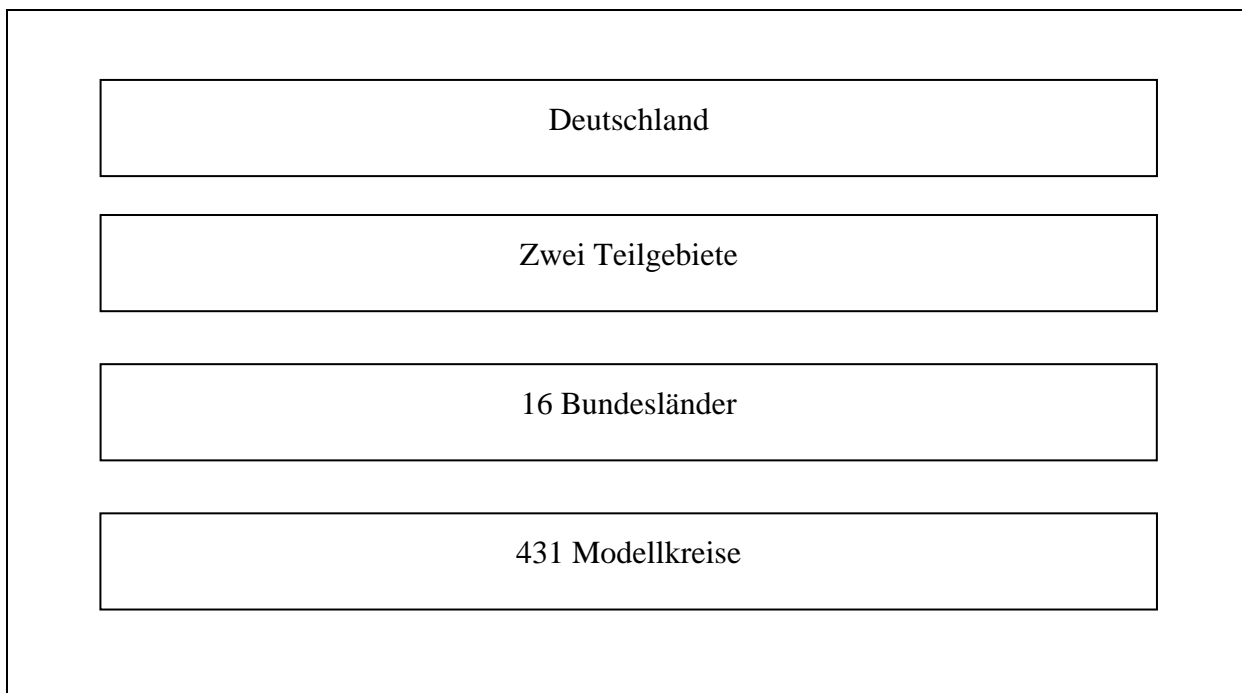 Deutschland
Zwei Teilgebiete
16 Bundesländer
431 Modellkreise